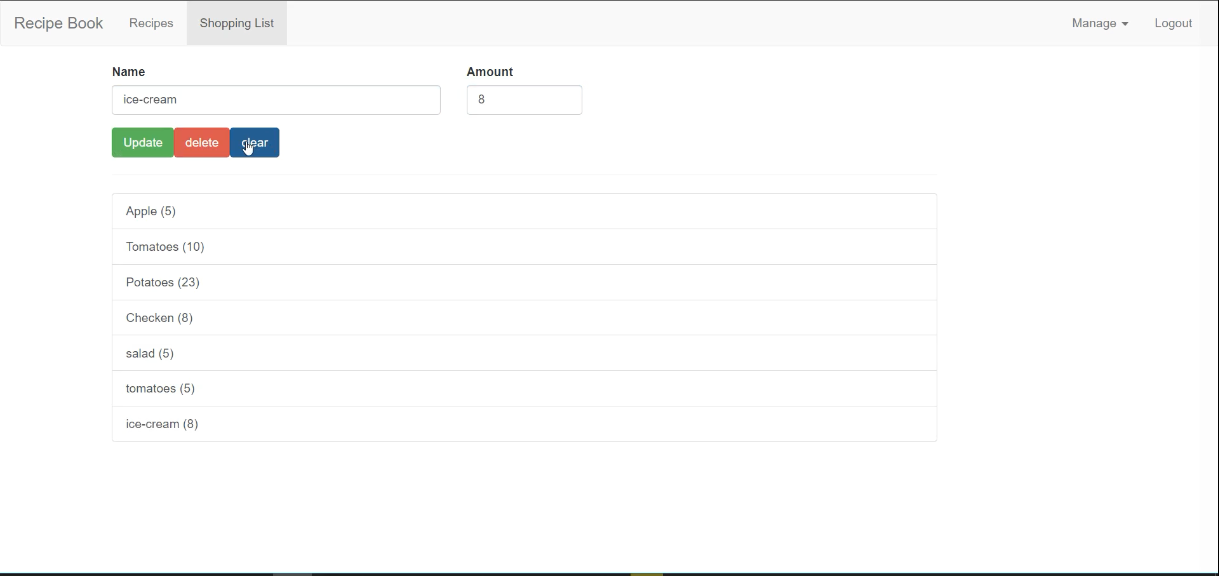 Recipe Book Recipes Shopping List Manage Logout
Name Amount
ice-cream 8
Update delete clear
Apple (5)
Tomatoes (10)
Potatoes (23)
Checken (8)
salad (5)
tomatoes (5)
ice-cream (8)